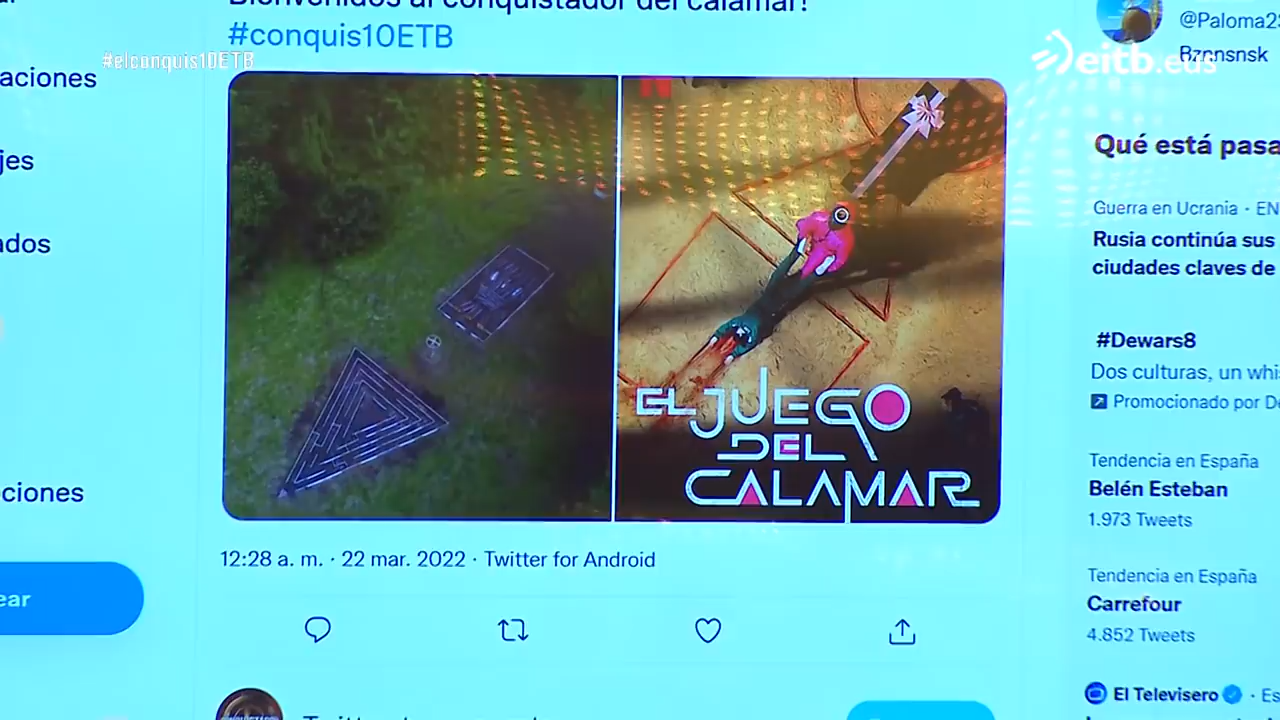 Bienvenidos al conquistador del calamar!
#conquis10ETB
#elconquis10ETB
eitb.eus
aciones
jes
ados
ciones
ear
N
EL JUEGO
DEL
CALAMAR
12:28 a. m. · 22 mar. 2022 · Twitter for Android
@Paloma2
Bznnsnsk
Qué está pasa
Guerra en Ucrania · EN
Rusia continúa sus
ciudades claves de
#Dewars8
Dos culturas, un whi
Promocionado por De
Tendencia en España
Belén Esteban
1.973 Tweets
Tendencia en España
Carrefour
4.852 Tweets
El Televisero · Es